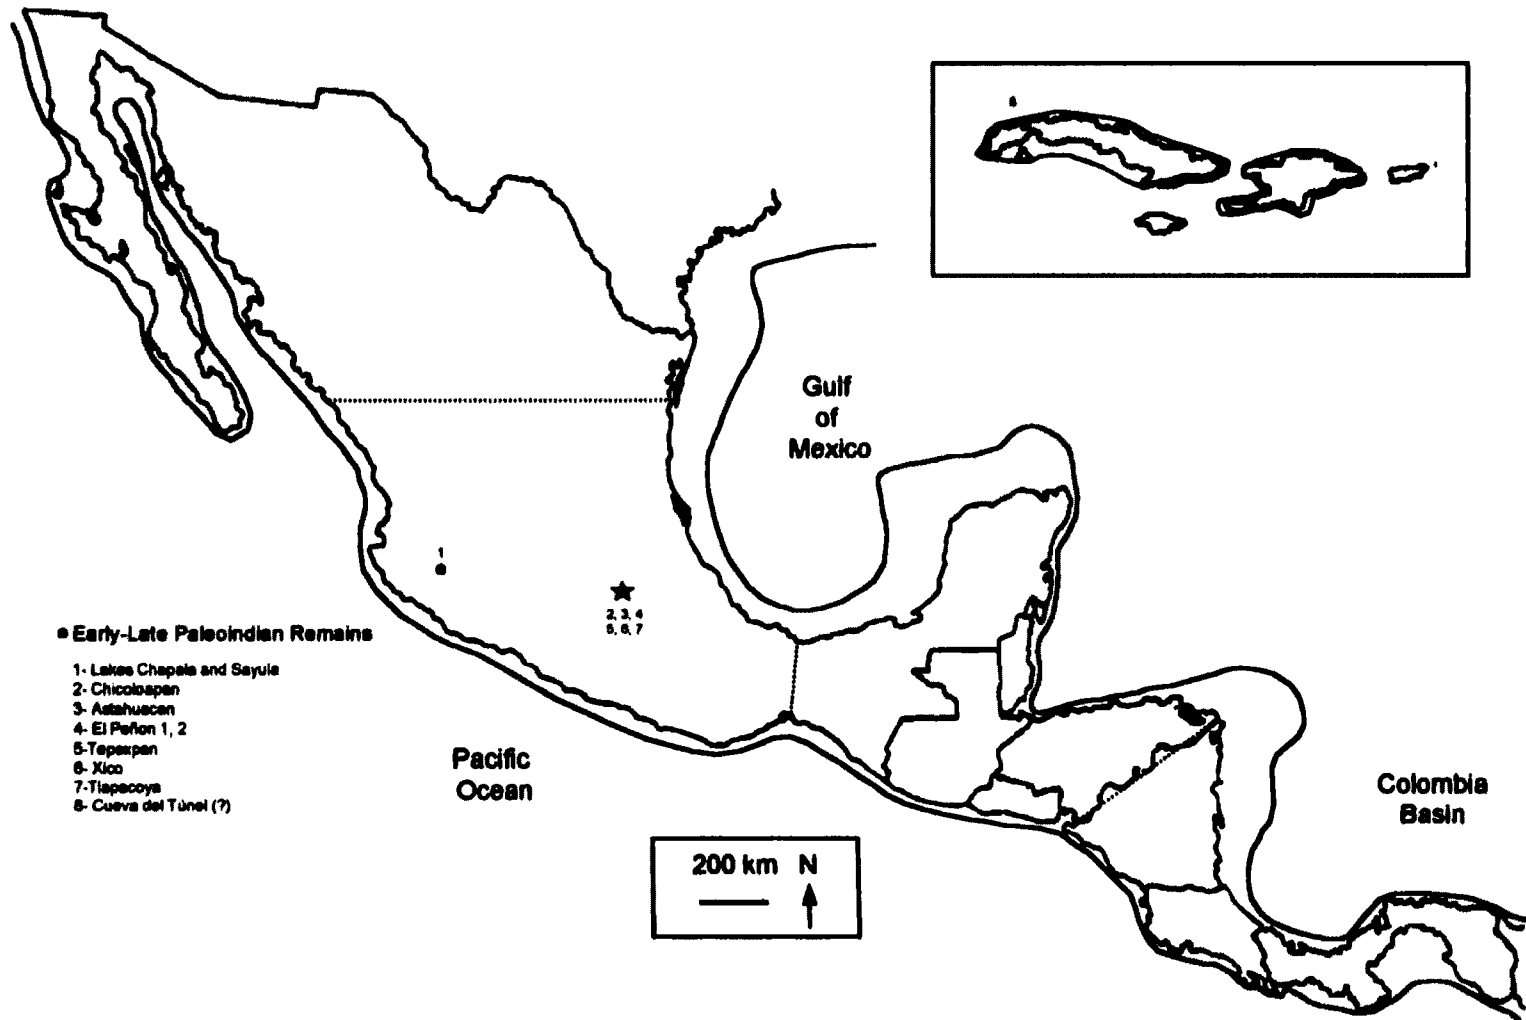 Gulf
of
Mexico
1
2, 3, 4
5, 6, 7
Early-Late Paleoindian Remains
1- Lakes Chapala and Sayula
2- Chicoloapan
3- Astahuacan
4- El Peñon 1, 2
5-Tepexpan
6- Xico
7-Tlapacoya
8- Cueva del Túnel (?)
Pacific
Ocean
Colombia
Basin
200 km N